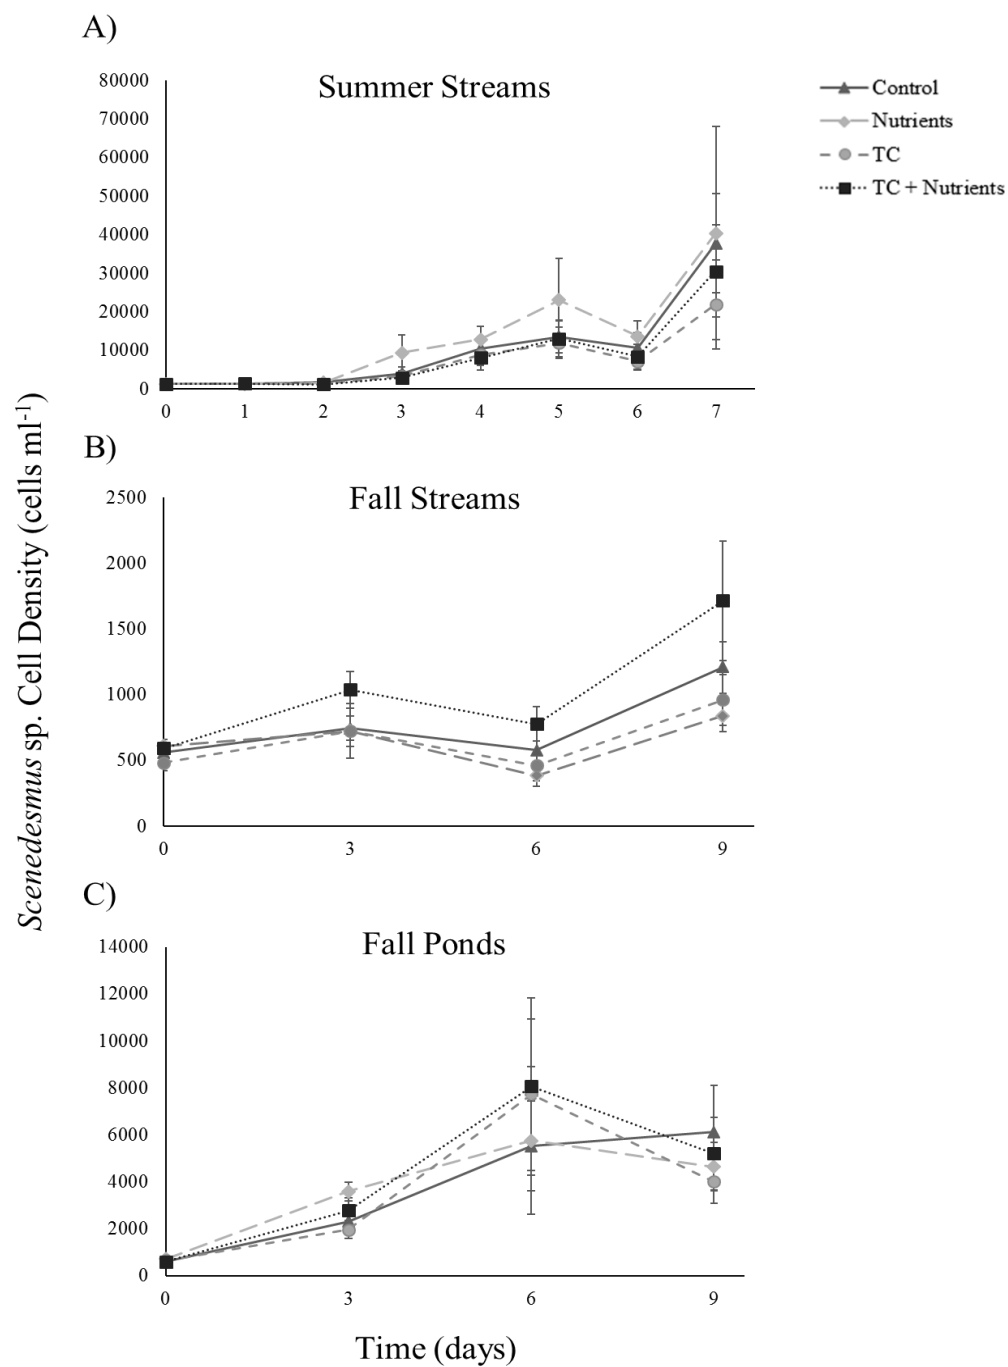 A)
Summer Streams
80000
70000
60000
50000
40000
30000
20000
10000
0
0 1 2 3 4 5 6 7
Control
Nutrients
TC
TC + Nutrients
Scenedesmus sp. Cell Density (cells ml-1)
B)
Fall Streams
2500
2000
1500
1000
500
0
0 3 6 9
C)
Fall Ponds
14000
12000
10000
8000
6000
4000
2000
0
0 3 6 9
Time (days)